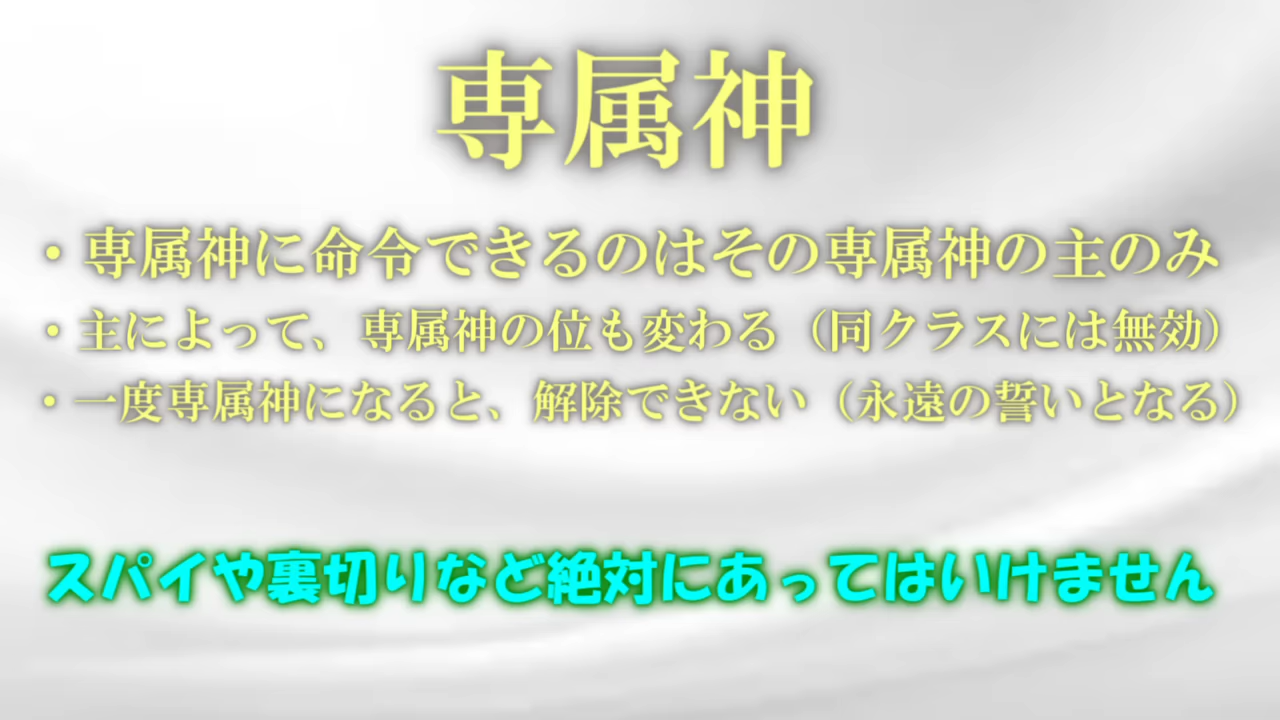 専属神
・専属神に命令できるのはその専属神の主のみ
・主によって、専属神の位も変わる（同クラスには無効）
・一度専属神になると、解除できない（永遠の誓いとなる）
スパイや裏切りなど絶対にあってはいけません